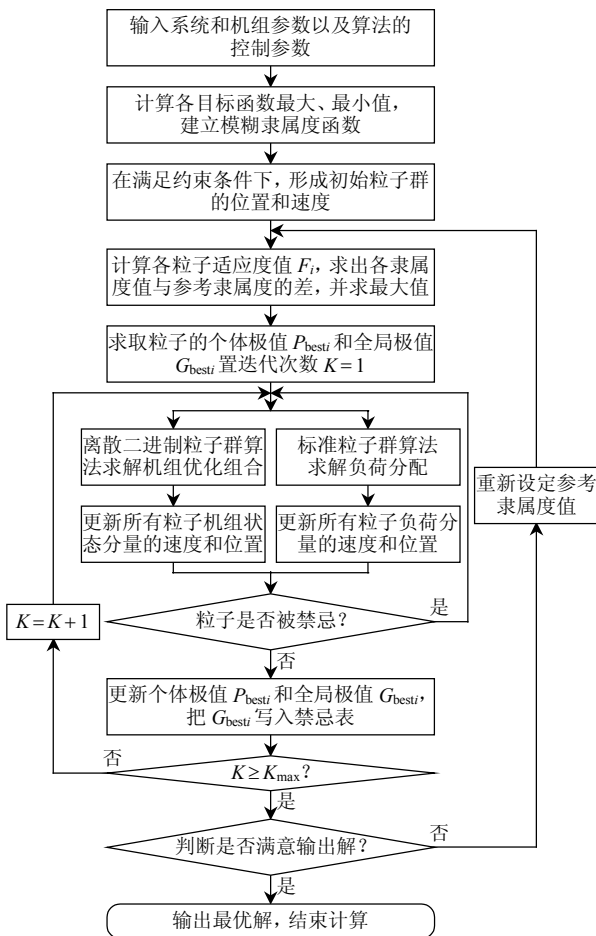 输入系统和机组参数以及算法的
控制参数
计算各目标函数最大、最小值,
建立模糊隶属度函数
在满足约束条件下,形成初始粒子群
的位置和速度
计算各粒子适应度值 Fi,求出各隶属
度值与参考隶属度的差,并求最大值
求取粒子的个体极值 Pbesti 和全局极值
Gbesti 置迭代次数 K=1
离散二进制粒子群算
法求解机组优化组合
标准粒子群算法
求解负荷分配
更新所有粒子机组状
态分量的速度和位置
更新所有粒子负荷分
量的速度和位置
重新设定参考
隶属度值
K=K+1
粒子是否被禁忌?
是
否
更新个体极值 Pbesti 和全局极值 Gbesti,
把 Gbesti 写入禁忌表
否
K≥Kmax?
是
判断是否满意输出解?
否
是
输出最优解,结束计算